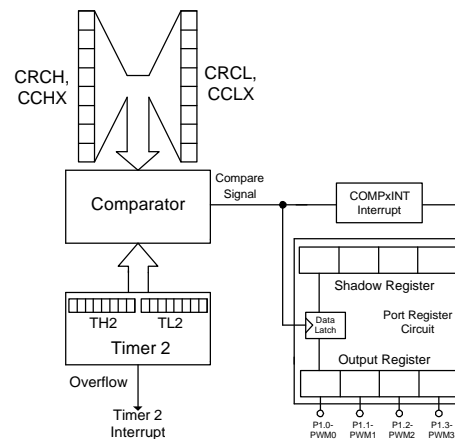 CRCH,
CCHX
CRCL,
CCLX
Compare
Signal
Comparator
COMPxINT
Interrupt
Shadow Register
TH2
TL2
Timer 2
Data
Latch
Port Register
Circuit
Output Register
Overflow
Timer 2
Interrupt
P1.0-
PWM0
P1.1-
PWM1
P1.2-
PWM2
P1.3-
PWM3